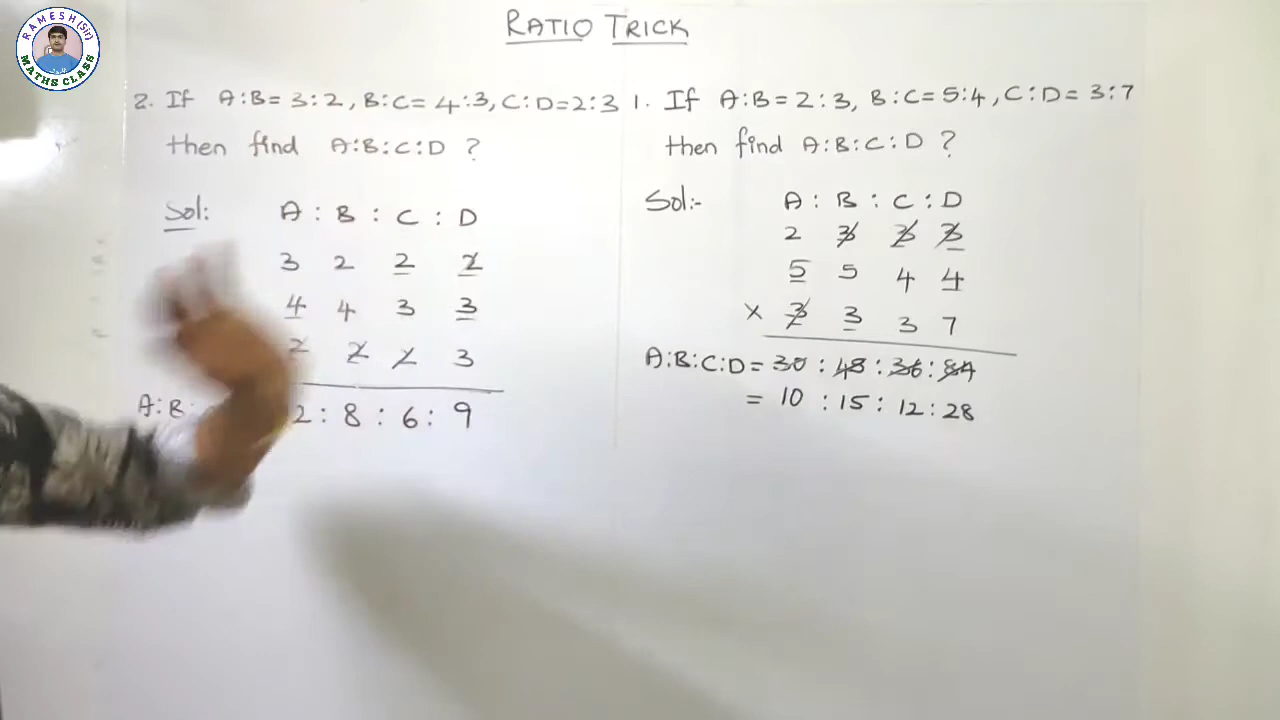 RAMESH (Sir)
MATHS CLASS
RATIO TRICK
2. If A:B= 3:2, B:C= 4:3, C:D=2:3
then find A:B:C:D ?
Sol:
A : B : C : D
3 2 2 2
4 4 3 3
2 2 2 3
A:B: 2 : 8 : 6 : 9
1. If A:B=2:3, B:C=5:4, C:D= 3:7
then find A:B:C:D ?
Sol:-
A : B : C : D
2 3 3 3
5 5 4 4
x 3 3 3 7
A:B:C:D = 30 : 48 : 36 : 84
= 10 : 15 : 12 : 28